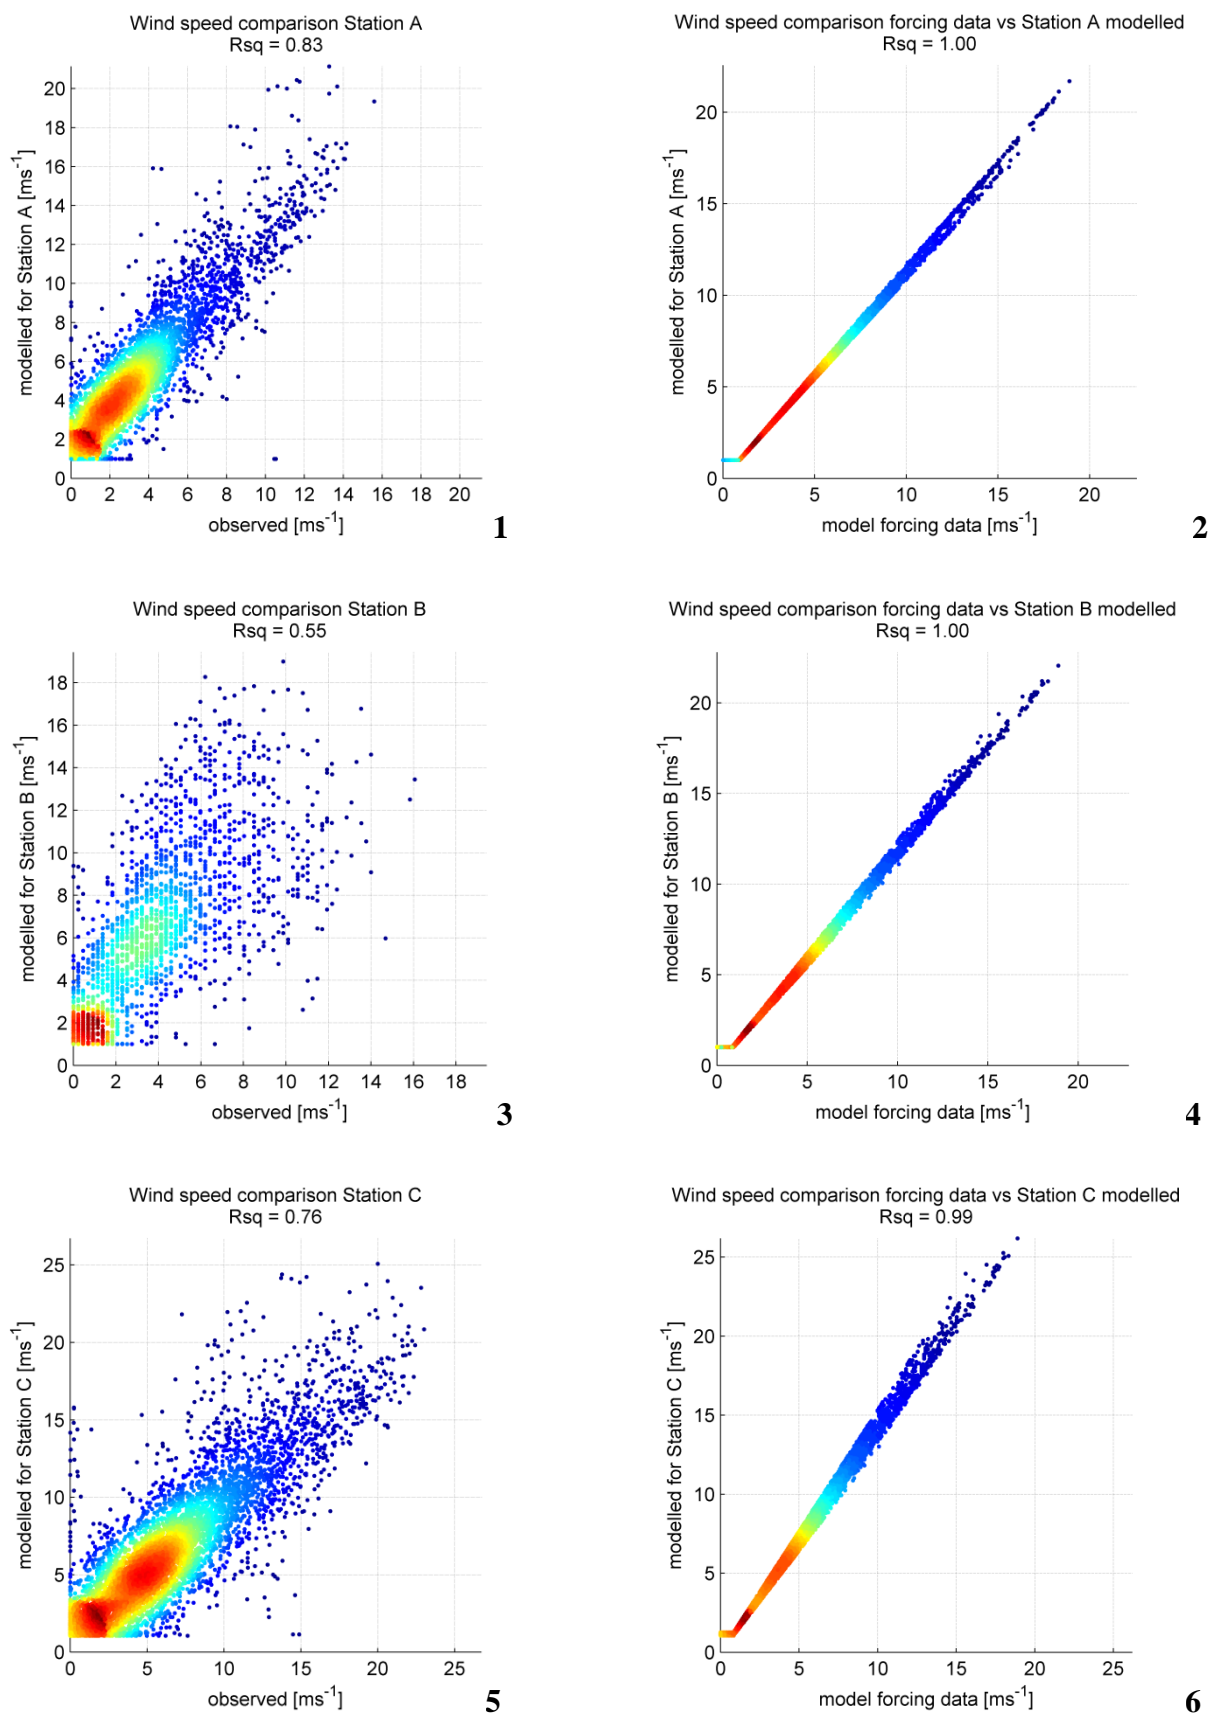 Wind speed comparison Station A
Rsq = 0.83
20
18
16
14
12
10
8
6
4
2
0
modelled for Station A [ms⁻¹]
0 2 4 6 8 10 12 14 16 18 20
observed [ms⁻¹]
1
Wind speed comparison forcing data vs Station A modelled
Rsq = 1.00
20
15
10
5
0
modelled for Station A [ms⁻¹]
0 5 10 15 20
model forcing data [ms⁻¹]
2
Wind speed comparison Station B
Rsq = 0.55
18
16
14
12
10
8
6
4
2
0
modelled for Station B [ms⁻¹]
0 2 4 6 8 10 12 14 16 18
observed [ms⁻¹]
3
Wind speed comparison forcing data vs Station B modelled
Rsq = 1.00
20
15
10
5
0
modelled for Station B [ms⁻¹]
0 5 10 15 20
model forcing data [ms⁻¹]
4
Wind speed comparison Station C
Rsq = 0.76
25
20
15
10
5
0
modelled for Station C [ms⁻¹]
0 5 10 15 20 25
observed [ms⁻¹]
5
Wind speed comparison forcing data vs Station C modelled
Rsq = 0.99
25
20
15
10
5
0
modelled for Station C [ms⁻¹]
0 5 10 15 20 25
model forcing data [ms⁻¹]
6